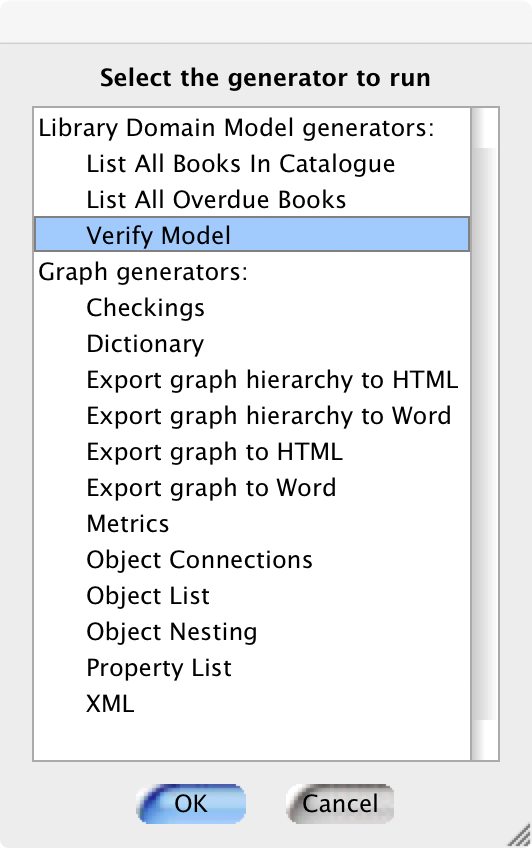 Select the generator to run
Library Domain Model generators:
List All Books In Catalogue
List All Overdue Books
Verify Model
Graph generators:
Checkings
Dictionary
Export graph hierarchy to HTML
Export graph hierarchy to Word
Export graph to HTML
Export graph to Word
Metrics
Object Connections
Object List
Object Nesting
Property List
XML
OK Cancel